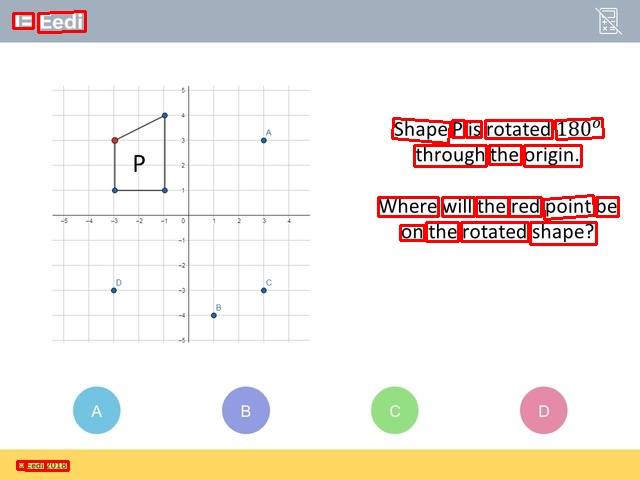 Eedi
Shape P is rotated 180°
through the origin.
Where will the red point be
on the rotated shape?
5
4
A
3
P
2
1
−5 −4 −3 −2 −1 0 1 2 3 4
−1
−2
D −3 C
−4 B
−5
A B C D
© Eedi 2018